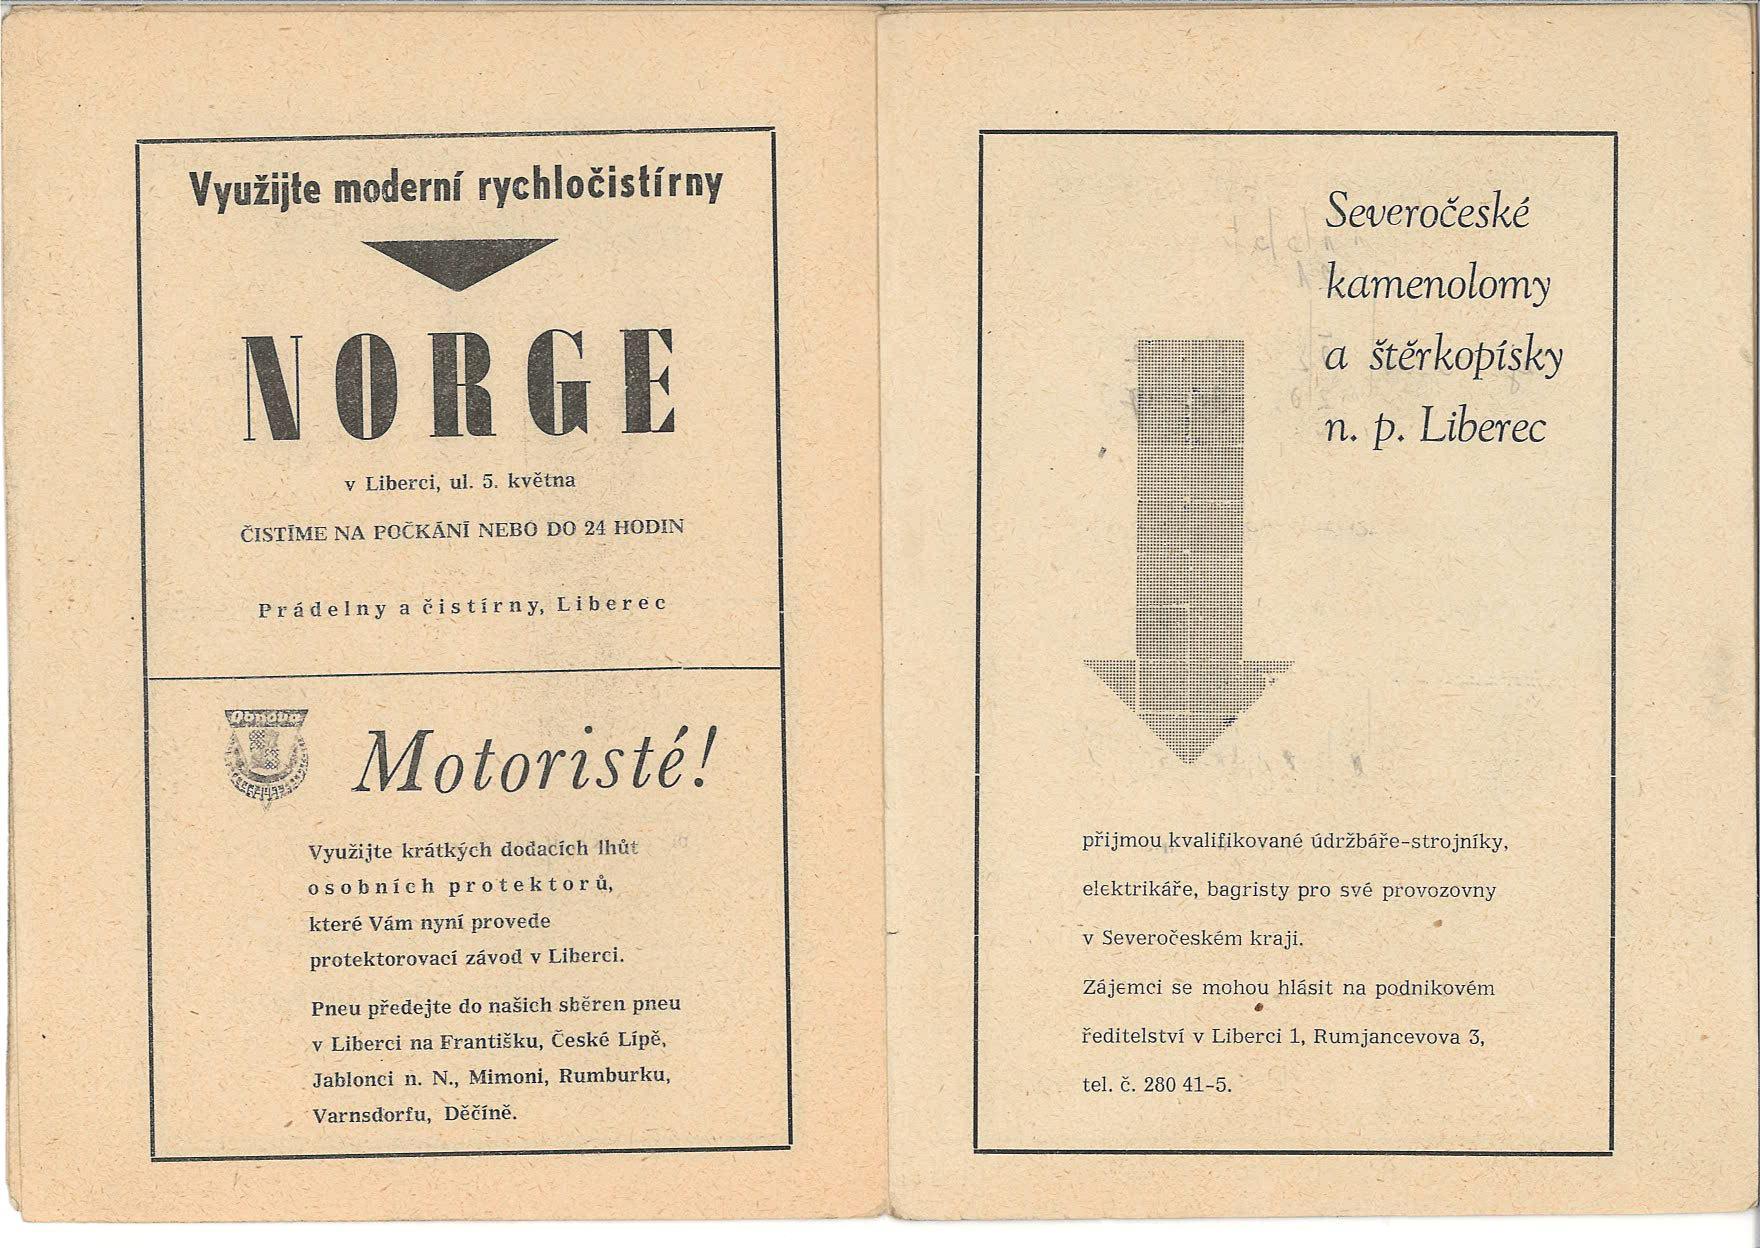 Využijte moderní rychločistírny
NORGE
v Liberci, ul. 5. května
ČISTÍME NA POČKÁNÍ NEBO DO 24 HODIN
Prádelny a čistírny, Liberec
Obnova
Motoristé!
Využijte krátkých dodacích lhůt
osobních protektorů,
které Vám nyní provede
protektorovací závod v Liberci.
Pneu předejte do našich sběren pneu
v Liberci na Františku, České Lípě,
Jablonci n. N., Mimoni, Rumburku,
Varnsdorfu, Děčíně.
Severočeské
kamenolomy
a štěrkopísky
n. p. Liberec
přijmou kvalifikované údržbáře-strojníky,
elektrikáře, bagristy pro své provozovny
v Severočeském kraji.
Zájemci se mohou hlásit na podnikovém
ředitelství v Liberci 1, Rumjancevova 3,
tel. č. 280 41-5.